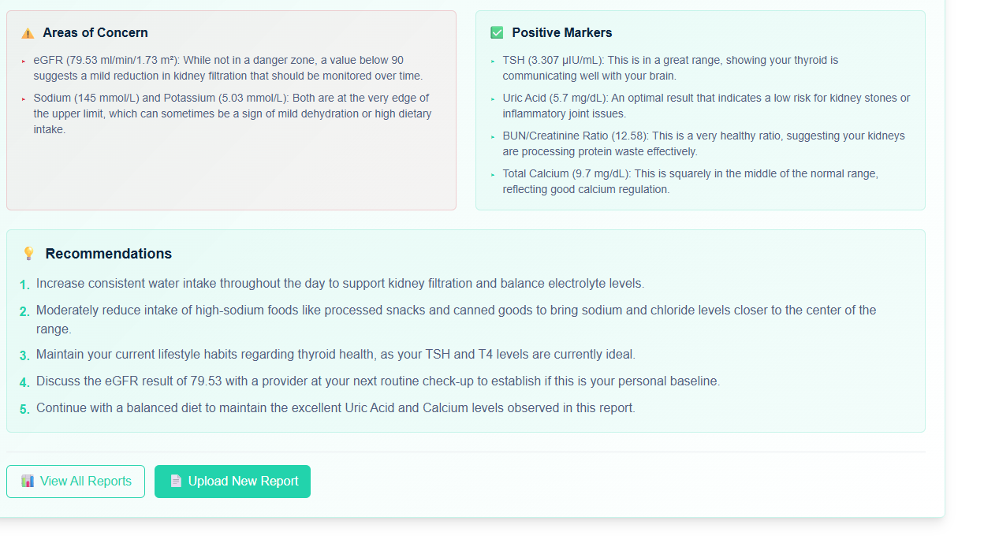 Areas of Concern
eGFR (79.53 ml/min/1.73 m²): While not in a danger zone, a value below 90
suggests a mild reduction in kidney filtration that should be monitored over time.
Sodium (145 mmol/L) and Potassium (5.03 mmol/L): Both are at the very edge of
the upper limit, which can sometimes be a sign of mild dehydration or high dietary
intake.
Positive Markers
TSH (3.307 µIU/mL): This is in a great range, showing your thyroid is
communicating well with your brain.
Uric Acid (5.7 mg/dL): An optimal result that indicates a low risk for kidney stones or
inflammatory joint issues.
BUN/Creatinine Ratio (12.58): This is a very healthy ratio, suggesting your kidneys
are processing protein waste effectively.
Total Calcium (9.7 mg/dL): This is squarely in the middle of the normal range,
reflecting good calcium regulation.
Recommendations
1. Increase consistent water intake throughout the day to support kidney filtration and balance electrolyte levels.
2. Moderately reduce intake of high-sodium foods like processed snacks and canned goods to bring sodium and chloride levels closer to the center of the
range.
3. Maintain your current lifestyle habits regarding thyroid health, as your TSH and T4 levels are currently ideal.
4. Discuss the eGFR result of 79.53 with a provider at your next routine check-up to establish if this is your personal baseline.
5. Continue with a balanced diet to maintain the excellent Uric Acid and Calcium levels observed in this report.
View All Reports
Upload New Report